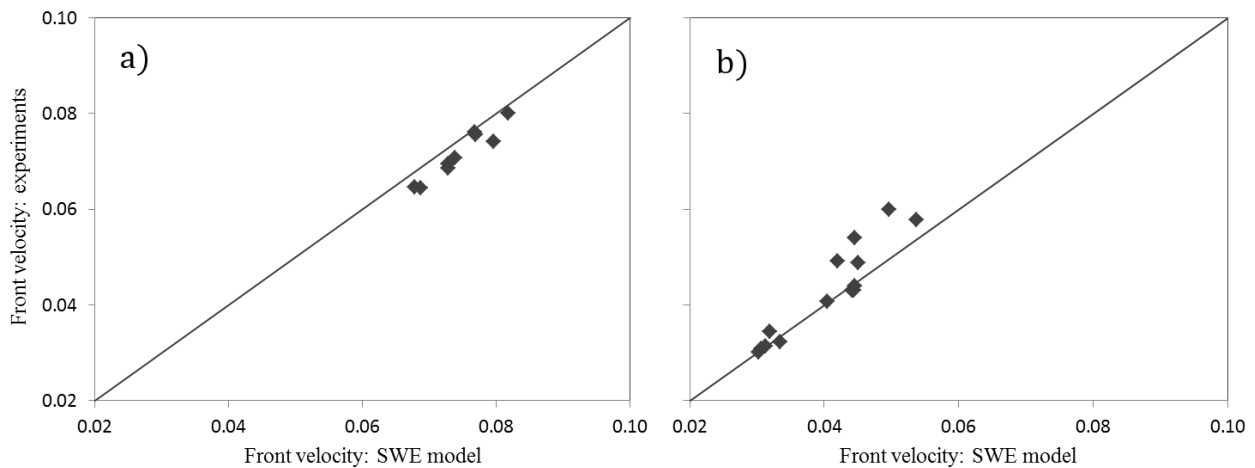 a)
b)
0.10
0.08
0.06
0.04
0.02
Front velocity: experiments
0.02 0.04 0.06 0.08 0.10
0.02 0.04 0.06 0.08 0.10
Front velocity: SWE model
Front velocity: SWE model